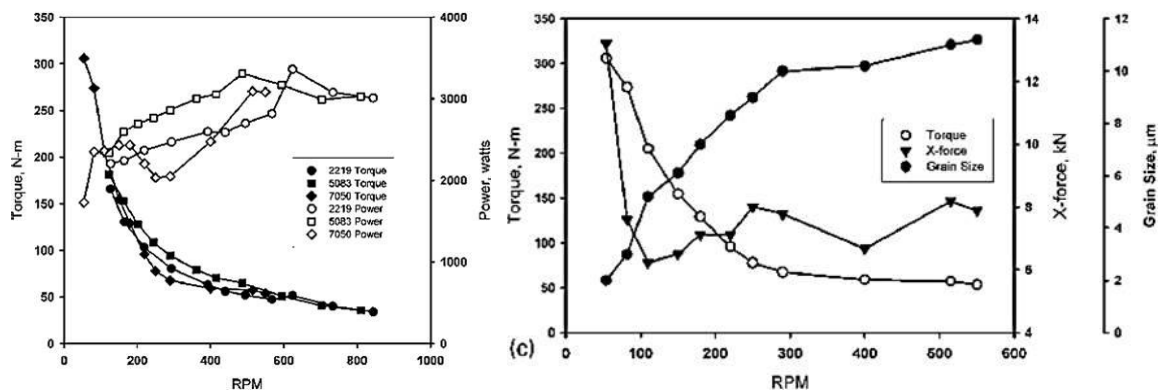 350
300
250
200
150
100
50
0
Torque, N-m
4000
3000
2000
1000
0
Power, watts
2219 Torque
5083 Torque
7050 Torque
2219 Power
5083 Power
7050 Power
0 200 400 600 800 1000
RPM
350
300
250
200
150
100
50
0
Torque, N-m
14
12
10
8
6
4
X-force, kN
12
10
8
6
4
2
0
Grain Size, µm
Torque
X-force
Grain Size
(c)
0 100 200 300 400 500 600
RPM